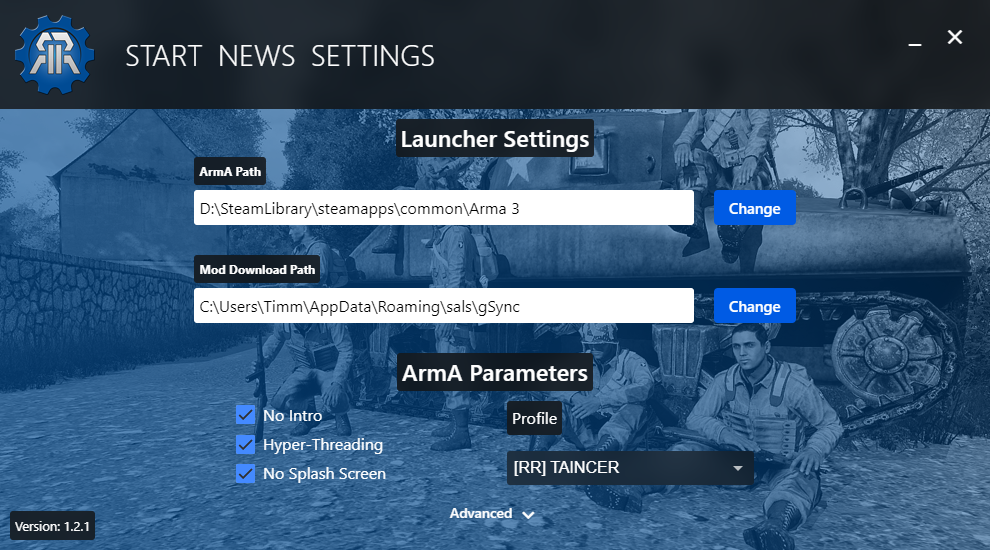 START NEWS SETTINGS
Launcher Settings
ArmA Path
D:\SteamLibrary\steamapps\common\Arma 3
Change
Mod Download Path
C:\Users\Timm\AppData\Roaming\sals\gSync
Change
ArmA Parameters
No Intro
Hyper-Threading
No Splash Screen
Profile
[RR] TAINCER
Advanced
Version: 1.2.1